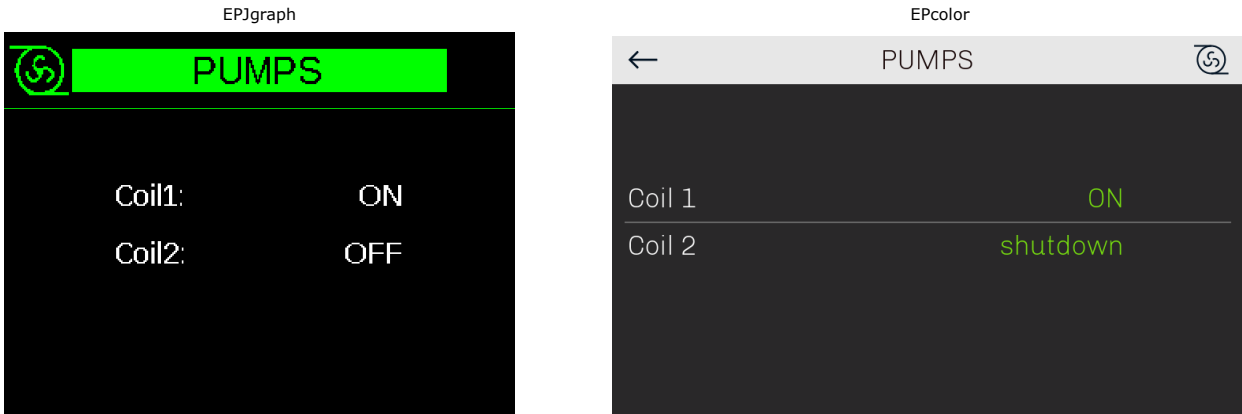 EPJgraph
PUMPS
Coil1: ON
Coil2: OFF
EPcolor
PUMPS
Coil 1 ON
Coil 2 shutdown